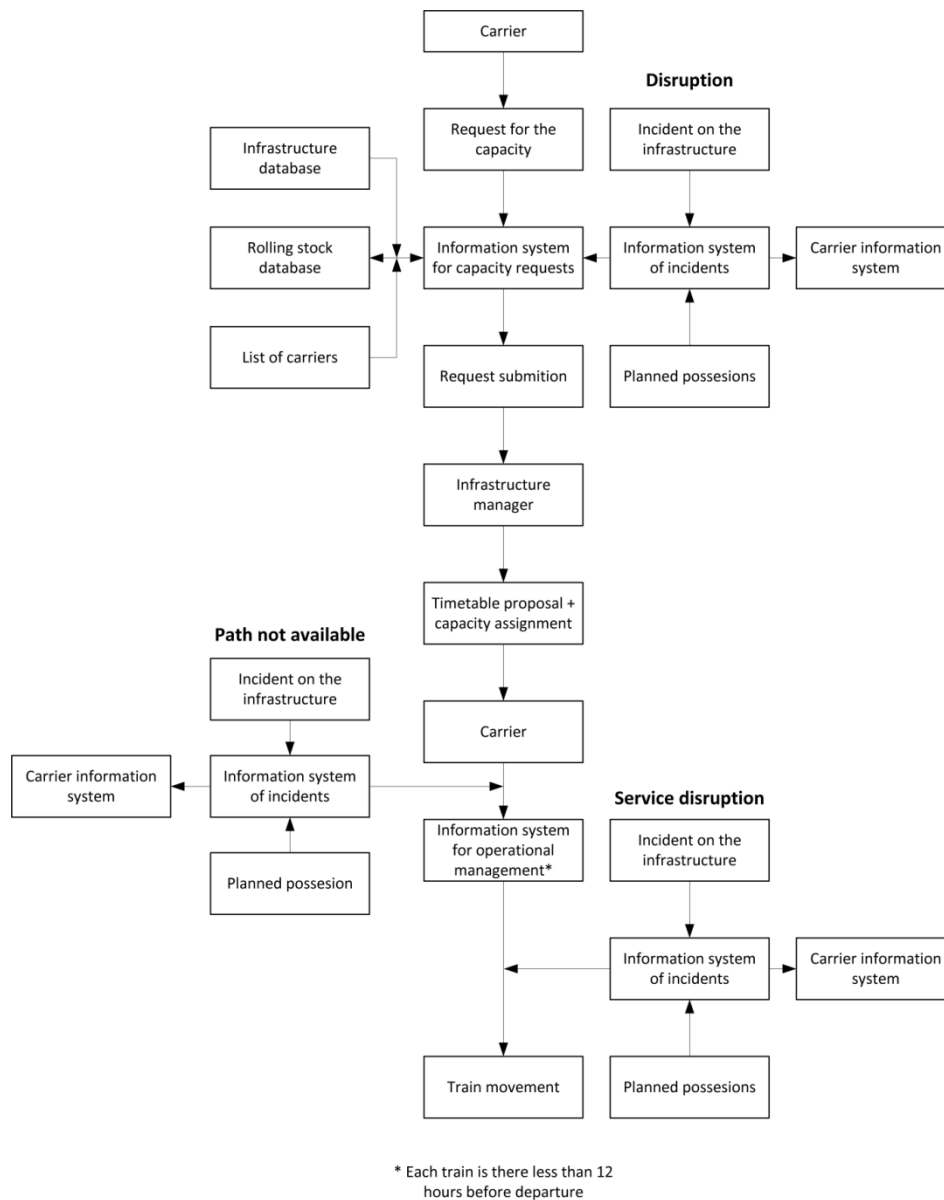 Carrier
Disruption
Request for the
capacity
Incident on the
infrastructure
Infrastructure
database
Rolling stock
database
Information system
for capacity requests
Information system
of incidents
Carrier information
system
List of carriers
Request submition
Planned possesions
Infrastructure
manager
Timetable proposal +
capacity assignment
Path not available
Incident on the
infrastructure
Carrier
Carrier information
system
Information system
of incidents
Service disruption
Information system
for operational
management*
Incident on the
infrastructure
Planned possesion
Information system
of incidents
Carrier information
system
Train movement
Planned possesions
* Each train is there less than 12
hours before departure